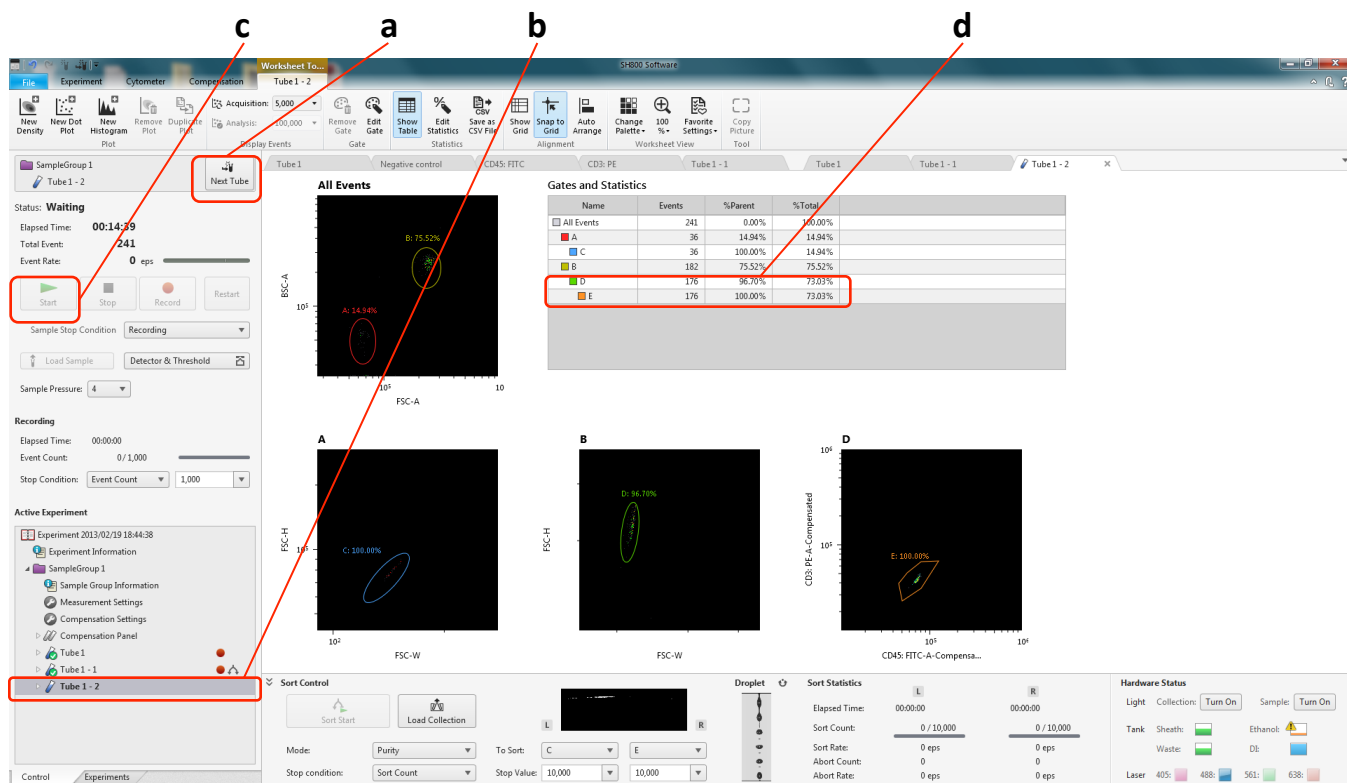 c a b d
Worksheet To... SH800 Software
File Experiment Cytometer Compensation Tube 1 - 2
New Density
New Dot Plot
New Histogram
Remove Plot
Duplicate Plot
Plot
Acquisition: 5,000
Analysis: 100,000
Display Events
Remove Gate
Edit Gate
Gate
Show Table
Edit Statistics
Save as CSV File
Statistics
Show Grid
Snap to Grid
Auto Arrange
Alignment
Change Palette
100 %
Favorite Settings
Worksheet View
Copy Picture
Tool
SampleGroup 1
Tube 1 - 2
Next Tube
Status: Waiting
Elapsed Time: 00:14:39
Total Event: 241
Event Rate: 0 eps
Start Stop Record Restart
Sample Stop Condition Recording
Load Sample Detector & Threshold
Sample Pressure: 4
Recording
Elapsed Time: 00:00:00
Event Count: 0 / 1,000
Stop Condition: Event Count 1,000
Active Experiment
Experiment 2013/02/19 18:44:38
Experiment Information
SampleGroup 1
Sample Group Information
Measurement Settings
Compensation Settings
Compensation Panel
Tube 1
Tube 1 - 1
Tube 1 - 2
Control Experiments
Tube 1 Negative control CD45: FITC CD3: PE Tube 1 - 1 Tube 1 Tube 1 - 1 Tube 1 - 2
All Events
B: 75.52%
A: 14.94%
BSC-A
10⁵
10⁵ 10
FSC-A
Gates and Statistics
Name Events %Parent %Total
All Events 241 0.00% 100.00%
A 36 14.94% 14.94%
C 36 100.00% 14.94%
B 182 75.52% 75.52%
D 176 96.70% 73.03%
E 176 100.00% 73.03%
A
C: 100.00%
FSC-H
10⁵
10²
FSC-W
B
D: 96.70%
FSC-H
FSC-W
D
10⁶
E: 100.00%
CD3: PE-A-Compensated
10⁵
10⁵ 10⁶
CD45: FITC-A-Compensa...
Sort Control
Sort Start Load Collection
L R
Mode: Purity To Sort: C E
Stop condition: Sort Count Stop Value: 10,000 10,000
Droplet
Sort Statistics
L R
Elapsed Time: 00:00:00 00:00:00
Sort Count: 0 / 10,000 0 / 10,000
Sort Rate: 0 eps 0 eps
Abort Count: 0 0
Abort Rate: 0 eps 0 eps
Hardware Status
Light Collection: Turn On Sample: Turn On
Tank Sheath: Ethanol:
Waste: DI:
Laser 405: 488: 561: 638: